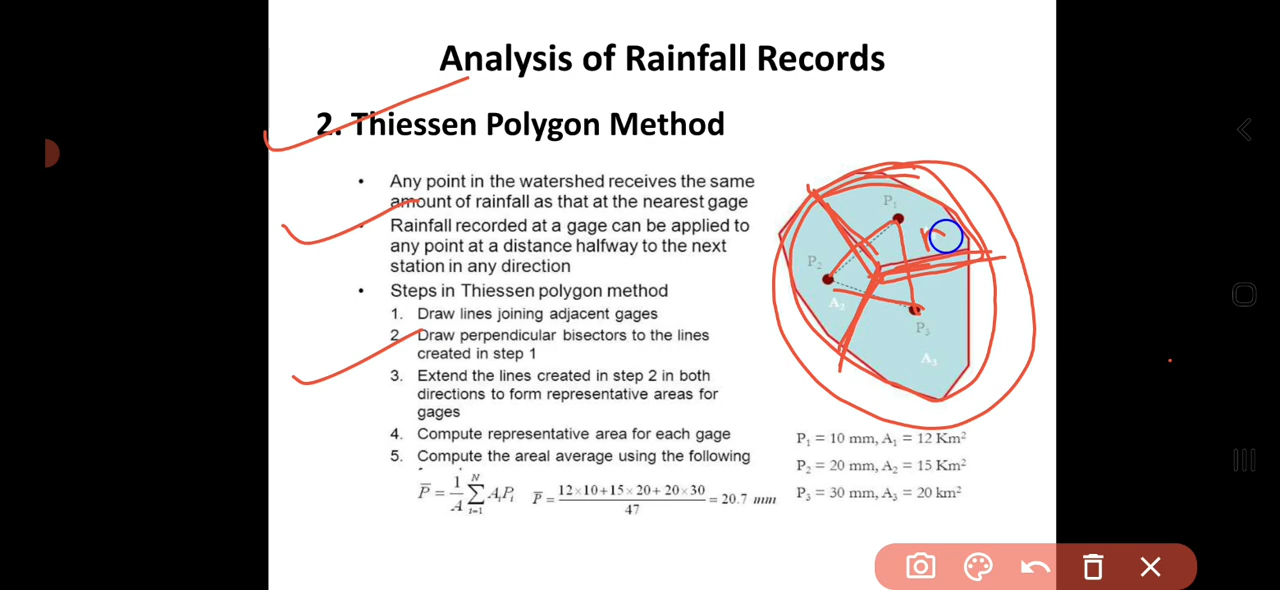 Analysis of Rainfall Records
2. Thiessen Polygon Method
• Any point in the watershed receives the same
amount of rainfall as that at the nearest gage
Rainfall recorded at a gage can be applied to
any point at a distance halfway to the next
station in any direction
• Steps in Thiessen polygon method
1. Draw lines joining adjacent gages
2. Draw perpendicular bisectors to the lines
created in step 1
3. Extend the lines created in step 2 in both
directions to form representative areas for
gages
4. Compute representative area for each gage
5. Compute the areal average using the following
P̅ = 1/A ∑_{i=1}^{N} A_i P_i   P̅ = (12×10+15×20+20×30)/47 = 20.7 mm
P₁
P₂
A₂
P₃
A₃
P₁ = 10 mm, A₁ = 12 Km²
P₂ = 20 mm, A₂ = 15 Km²
P₃ = 30 mm, A₃ = 20 km²